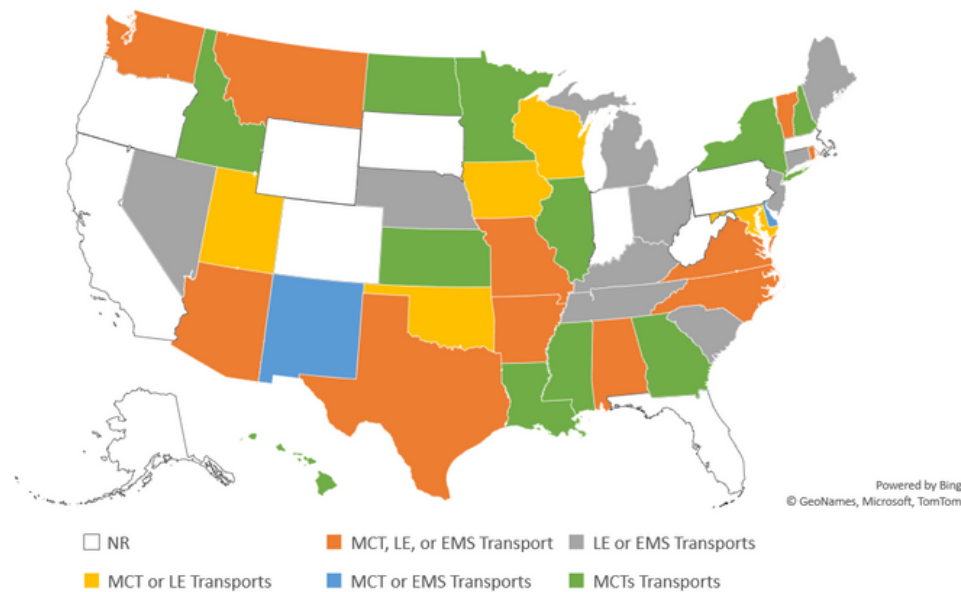 Powered by Bing
© GeoNames, Microsoft, TomTom
NR
MCT, LE, or EMS Transport
LE or EMS Transports
MCT or LE Transports
MCT or EMS Transports
MCTs Transports